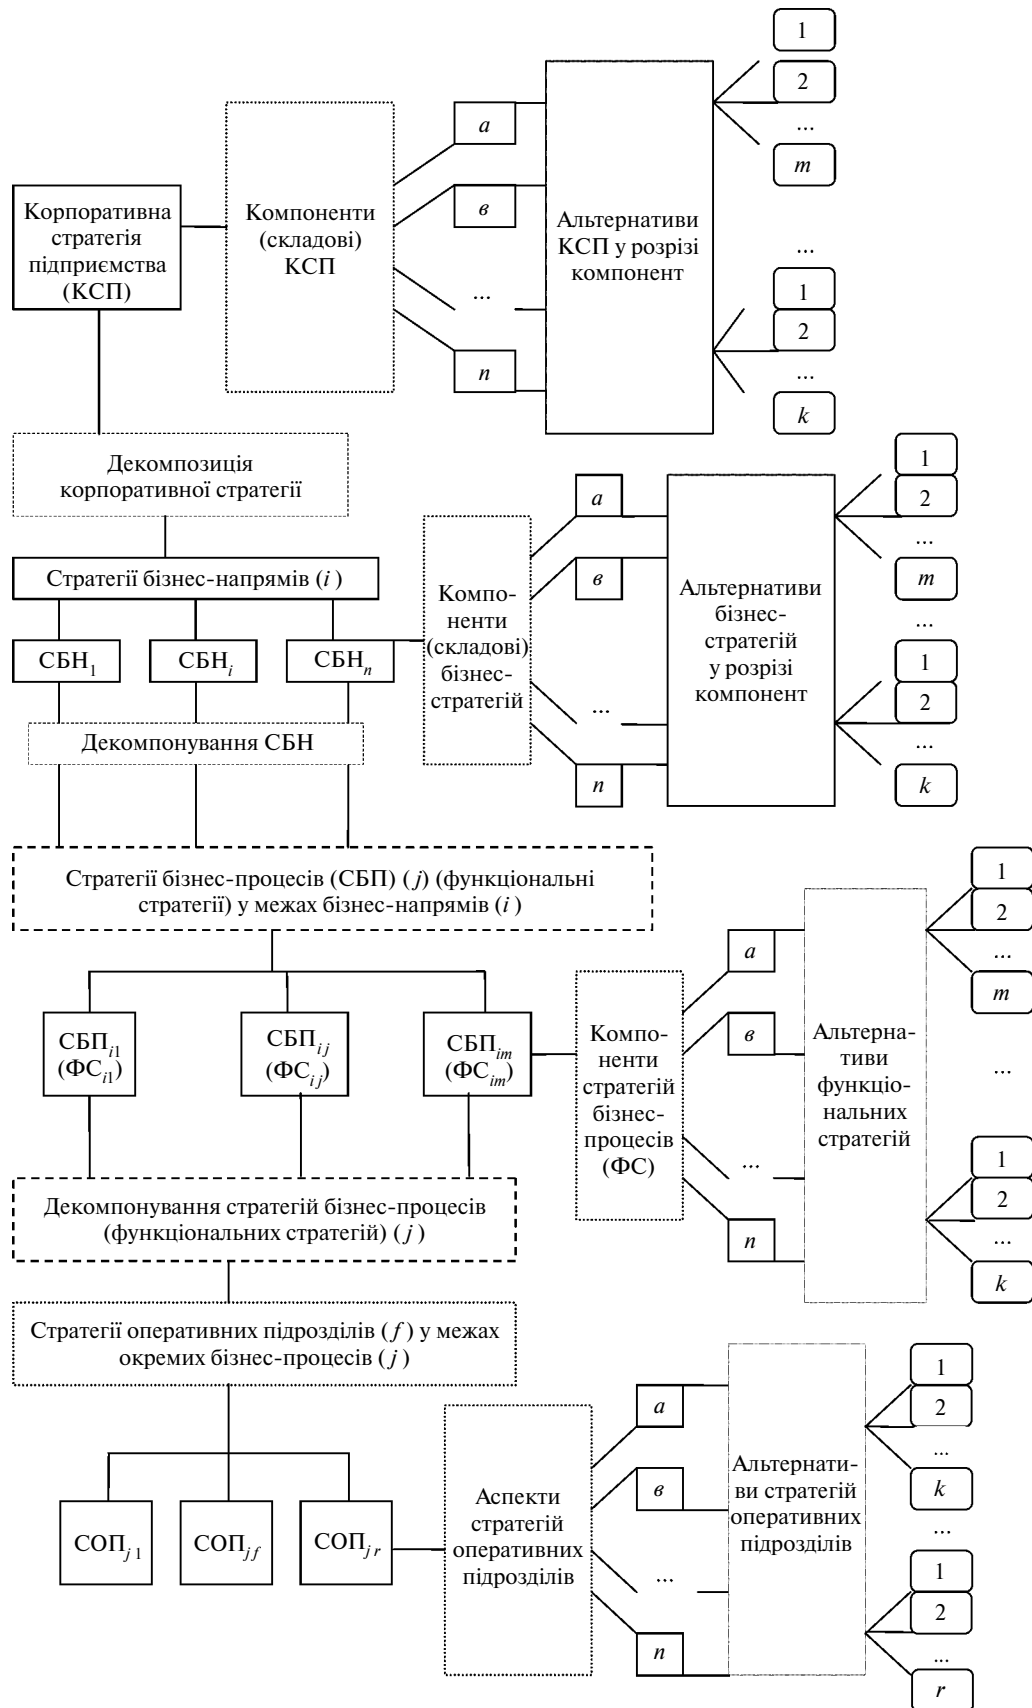 1
2
...
m
Корпоративна
стратегія
підприємства
(КСП)
Компоненти
(складові)
КСП
а
в
...
n
Альтернативи
КСП у розрізі
компонент
...
1
2
...
k
Декомпозиція
корпоративної стратегії
Стратегії бізнес-напрямів (i)
СБН1
СБНi
СБНn
Декомпонування СБН
Компо-
ненти
(складові)
бізнес-
стратегій
а
в
...
n
Альтернативи
бізнес-
стратегій
у розрізі
компонент
1
2
...
m
...
1
2
...
k
Стратегії бізнес-процесів (СБП) (j) (функціональні
стратегії) у межах бізнес-напрямів (i)
СБПi1
(ФСi1)
СБПij
(ФСij)
СБПim
(ФСim)
Декомпонування стратегій бізнес-процесів
(функціональних стратегій) (j)
Компо-
ненти
стратегій
бізнес-
процесів
(ФС)
а
в
...
n
Альтерна-
тиви
функціо-
нальних
стратегій
1
2
...
m
...
1
2
...
k
Стратегії оперативних підрозділів (f) у межах
окремих бізнес-процесів (j)
СОПj1
СОПjf
СОПjr
Аспекти
стратегій
оперативних
підрозділів
а
в
...
n
Альтернати-
ви стратегій
оперативних
підрозділів
1
2
...
k
...
1
2
...
r